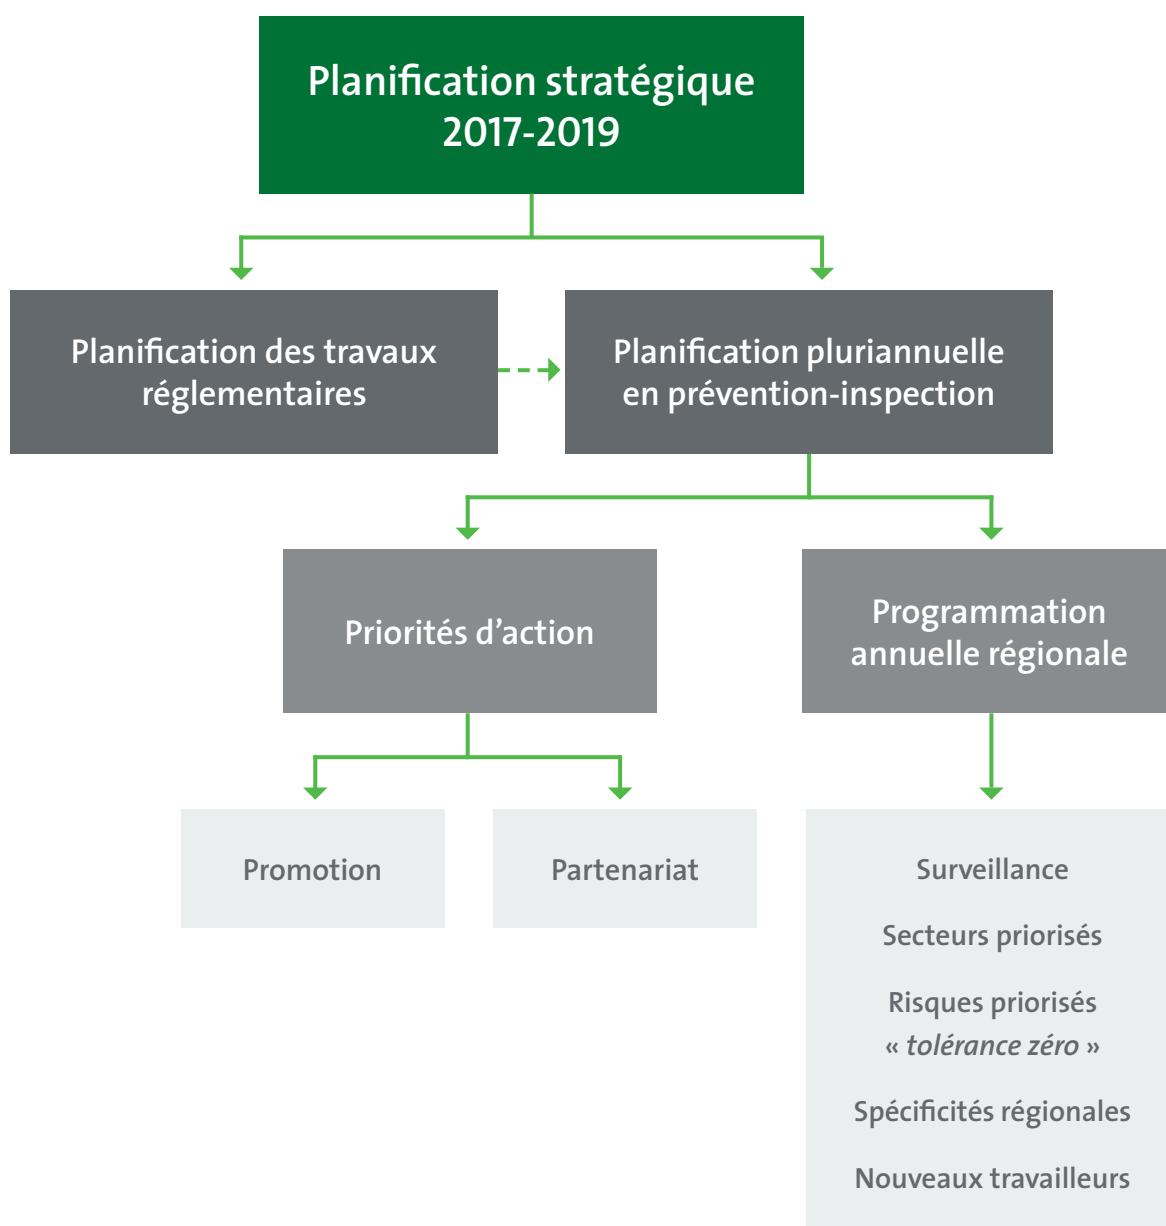 Planification stratégique
2017-2019
Planification des travaux
réglementaires
Planification pluriannuelle
en prévention-inspection
Priorités d’action
Programmation
annuelle régionale
Promotion
Partenariat
Surveillance
Secteurs priorisés
Risques priorisés
« tolérance zéro »
Spécificités régionales
Nouveaux travailleurs